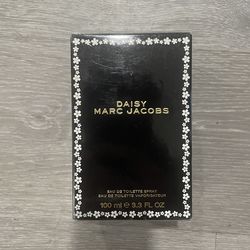 DAISY
MARC JACOBS
EAU DE TOILETTE SPRAY
EAU DE TOILETTE VAPORISATEUR
100 ml ℮ 3.3 FL OZ